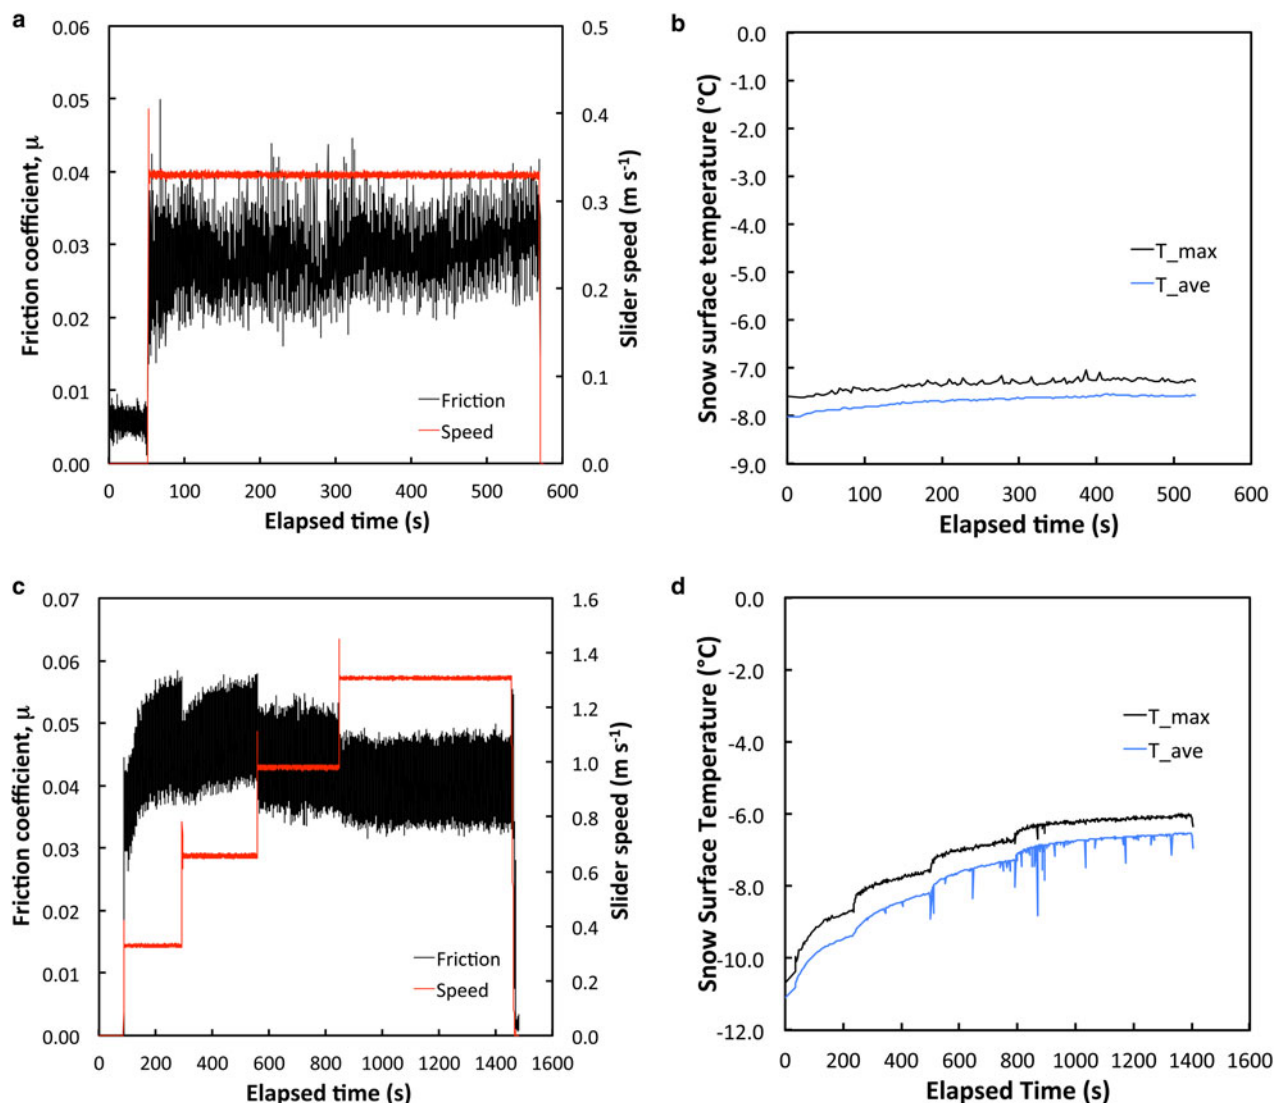 a
0.06
0.05
0.04
0.03
0.02
0.01
0.00
Friction coefficient, μ
0.5
0.4
0.3
0.2
0.1
0.0
Slider speed (m s⁻¹)
Friction
Speed
0 100 200 300 400 500 600
Elapsed time (s)
b
0.0
-1.0
-2.0
-3.0
-4.0
-5.0
-6.0
-7.0
-8.0
-9.0
Snow surface temperature (°C)
T_max
T_ave
0 100 200 300 400 500 600
Elapsed time (s)
c
0.07
0.06
0.05
0.04
0.03
0.02
0.01
0.00
Friction coefficient, μ
1.6
1.4
1.2
1.0
0.8
0.6
0.4
0.2
0.0
Slider speed (m s⁻¹)
Friction
Speed
0 200 400 600 800 1000 1200 1400 1600
Elapsed time (s)
d
0.0
-2.0
-4.0
-6.0
-8.0
-10.0
-12.0
Snow Surface Temperature (°C)
T_max
T_ave
0 200 400 600 800 1000 1200 1400 1600
Elapsed Time (s)